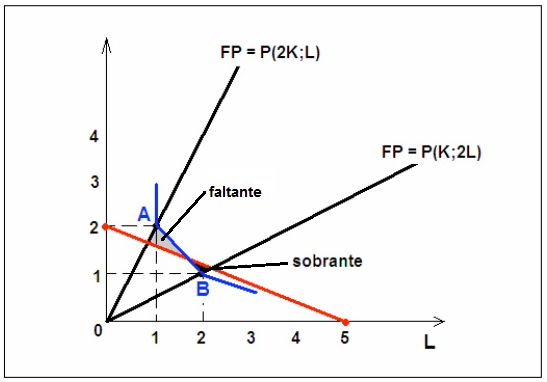 FP = P(2K;L)
4
FP = P(K;2L)
3
faltante
A
2
sobrante
1
B
0
1 2 3 4 5 L